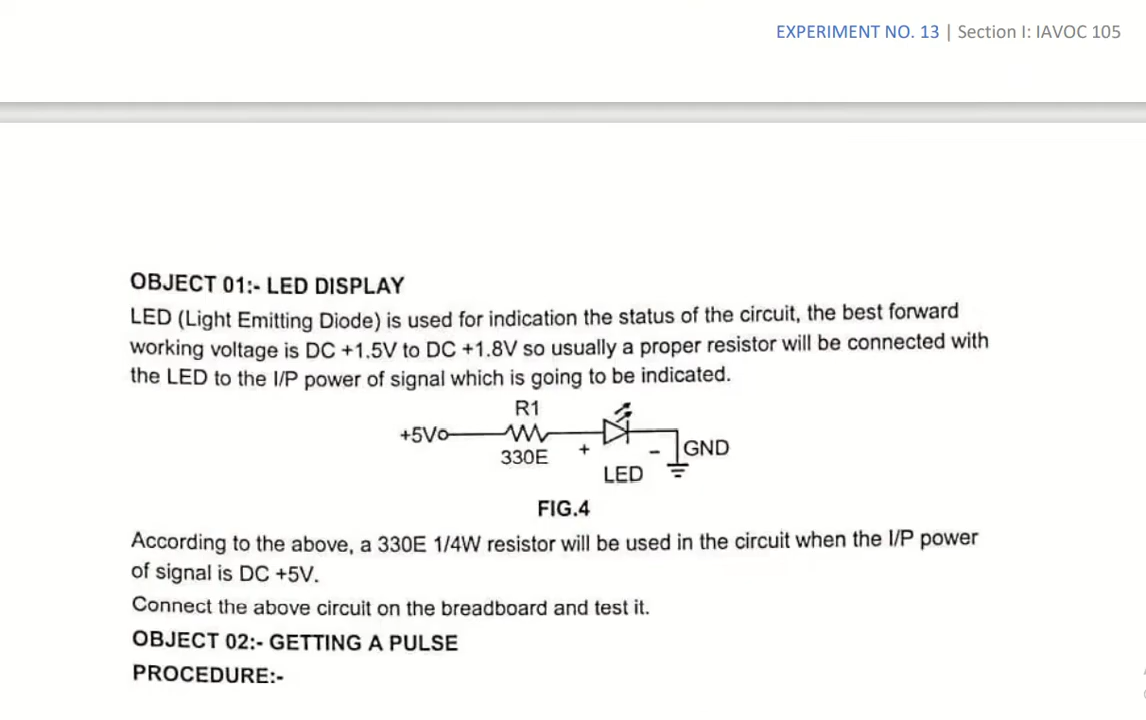 EXPERIMENT NO. 13 | Section I: IAVOC 105
OBJECT 01:- LED DISPLAY
LED (Light Emitting Diode) is used for indication the status of the circuit, the best forward
working voltage is DC +1.5V to DC +1.8V so usually a proper resistor will be connected with
the LED to the I/P power of signal which is going to be indicated.
R1
+5V
330E
+
-
GND
LED
FIG.4
According to the above, a 330E 1/4W resistor will be used in the circuit when the I/P power
of signal is DC +5V.
Connect the above circuit on the breadboard and test it.
OBJECT 02:- GETTING A PULSE
PROCEDURE:-